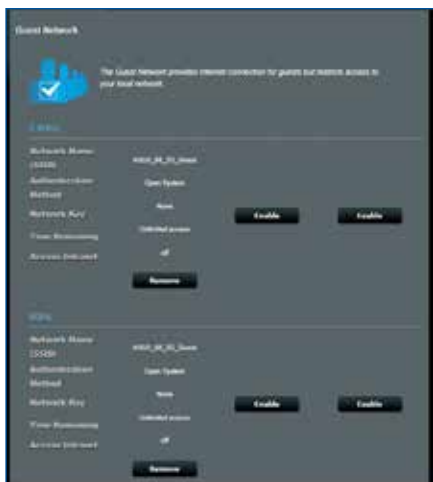 Guest Network
The Guest Network provides Internet connection for guests but restricts access to
your local network.
Network Name
(SSID)
Authentication
Method
Open System
Network Key
None
Enable
Enable
Time Remaining
Unlimited access
Access Intranet
off
Remove
Network Name
(SSID)
Authentication
Method
Open System
Network Key
None
Enable
Enable
Time Remaining
Unlimited access
Access Intranet
off
Remove